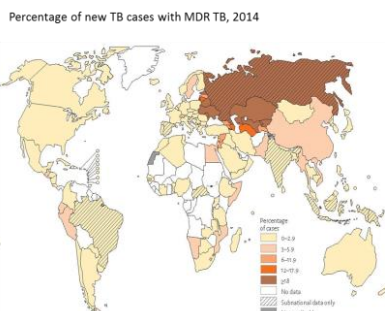 Percentage of new TB cases with MDR TB, 2014
Percentage
of cases
0–2.9
3–5.9
6–11.9
12–17.9
≥18
No data
Subnational data only